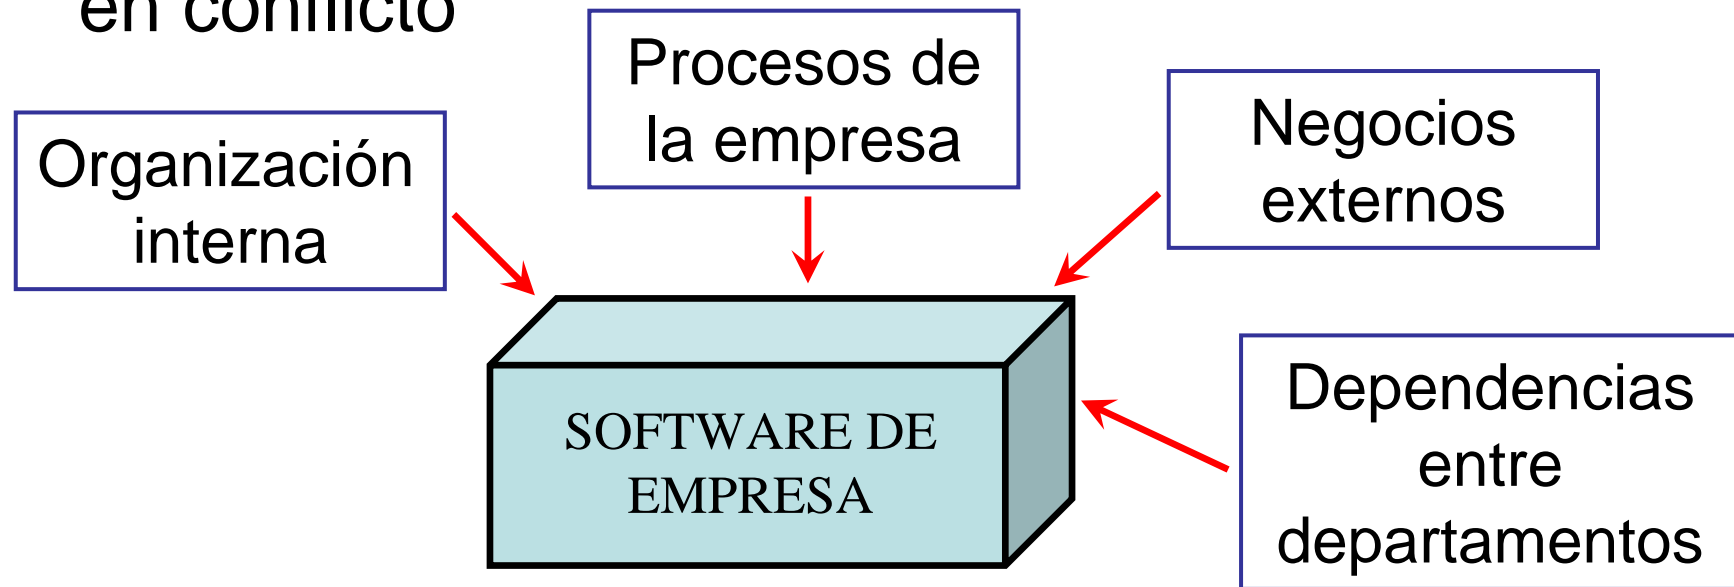 en conflicto
Procesos de
la empresa
Negocios
externos
Organización
interna
Dependencias
entre
departamentos
SOFTWARE DE
EMPRESA